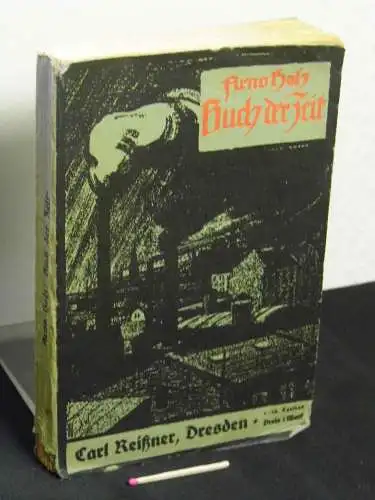 Arno Holz
Buch der Zeit
Carl Reißner, Dresden